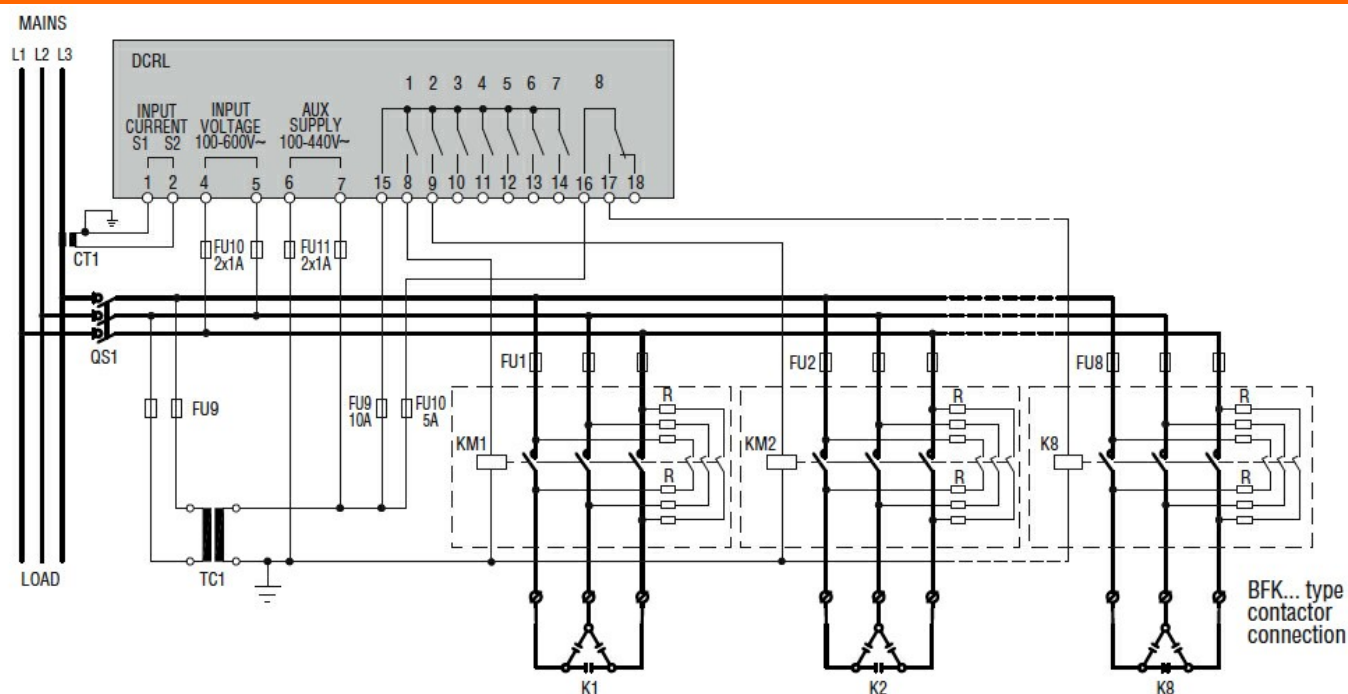 MAINS
L1 L2 L3
DCRL
1 2 3 4 5 6 7 8
INPUT CURRENT
S1 S2
INPUT VOLTAGE
100-600V~
AUX SUPPLY
100-440V~
1 2 4 5 6 7 15 8 9 10 11 12 13 14 16 17 18
CT1
FU10
2x1A
FU11
2x1A
QS1
FU1
FU2
FU8
FU9
FU9
10A
FU10
5A
R
R
R
KM1
KM2
K8
R
R
R
LOAD
TC1
BFK... type
contactor
connection
K1
K2
K8